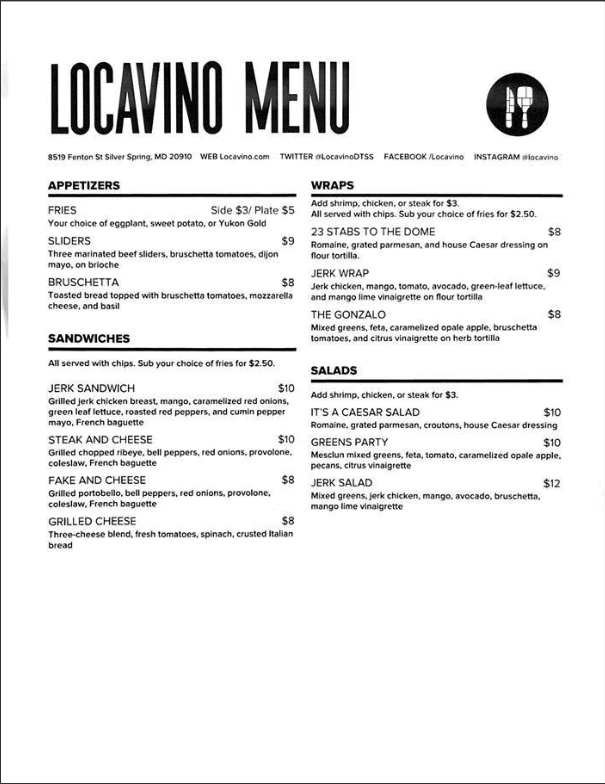 LOCAVINO MENU
8519 Fenton St Silver Spring, MD 20910 WEB Locavino.com TWITTER @LocavinoDTSS FACEBOOK /Locavino INSTAGRAM @locavino
APPETIZERS
FRIES Side $3/ Plate $5
Your choice of eggplant, sweet potato, or Yukon Gold
SLIDERS $9
Three marinated beef sliders, bruschetta tomatoes, dijon
mayo, on brioche
BRUSCHETTA $8
Toasted bread topped with bruschetta tomatoes, mozzarella
cheese, and basil
SANDWICHES
All served with chips. Sub your choice of fries for $2.50.
JERK SANDWICH $10
Grilled jerk chicken breast, mango, caramelized red onions,
green leaf lettuce, roasted red peppers, and cumin pepper
mayo, French baguette
STEAK AND CHEESE $10
Grilled chopped ribeye, bell peppers, red onions, provolone,
coleslaw, French baguette
FAKE AND CHEESE $8
Grilled portobello, bell peppers, red onions, provolone,
coleslaw, French baguette
GRILLED CHEESE $8
Three-cheese blend, fresh tomatoes, spinach, crusted Italian
bread
WRAPS
Add shrimp, chicken, or steak for $3.
All served with chips. Sub your choice of fries for $2.50.
23 STABS TO THE DOME $8
Romaine, grated parmesan, and house Caesar dressing on
flour tortilla.
JERK WRAP $9
Jerk chicken, mango, tomato, avocado, green-leaf lettuce,
and mango lime vinaigrette on flour tortilla
THE GONZALO $8
Mixed greens, feta, caramelized opale apple, bruschetta
tomatoes, and citrus vinaigrette on herb tortilla
SALADS
Add shrimp, chicken, or steak for $3.
IT'S A CAESAR SALAD $10
Romaine, grated parmesan, croutons, house Caesar dressing
GREENS PARTY $10
Mesclun mixed greens, feta, tomato, caramelized opale apple,
pecans, citrus vinaigrette
JERK SALAD $12
Mixed greens, jerk chicken, mango, avocado, bruschetta,
mango lime vinaigrette